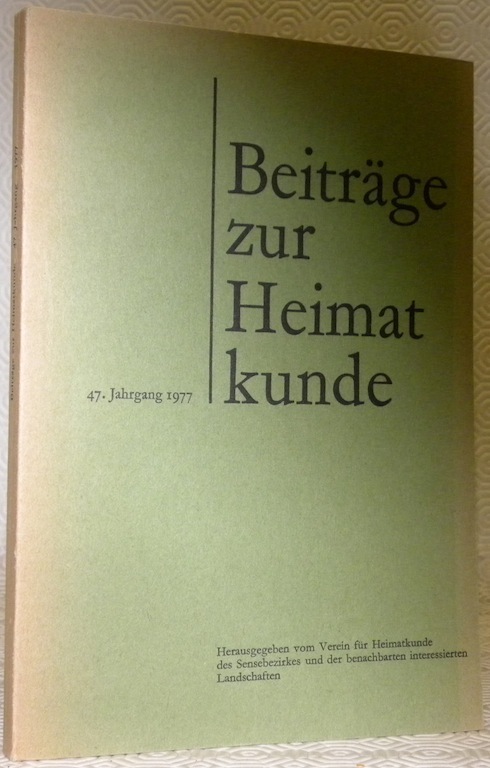 Beiträge
zur
Heimat
kunde
47. Jahrgang 1977
Herausgegeben vom Verein für Heimatkunde
des Sensebezirkes und der benachbarten interessierten
Landschaften